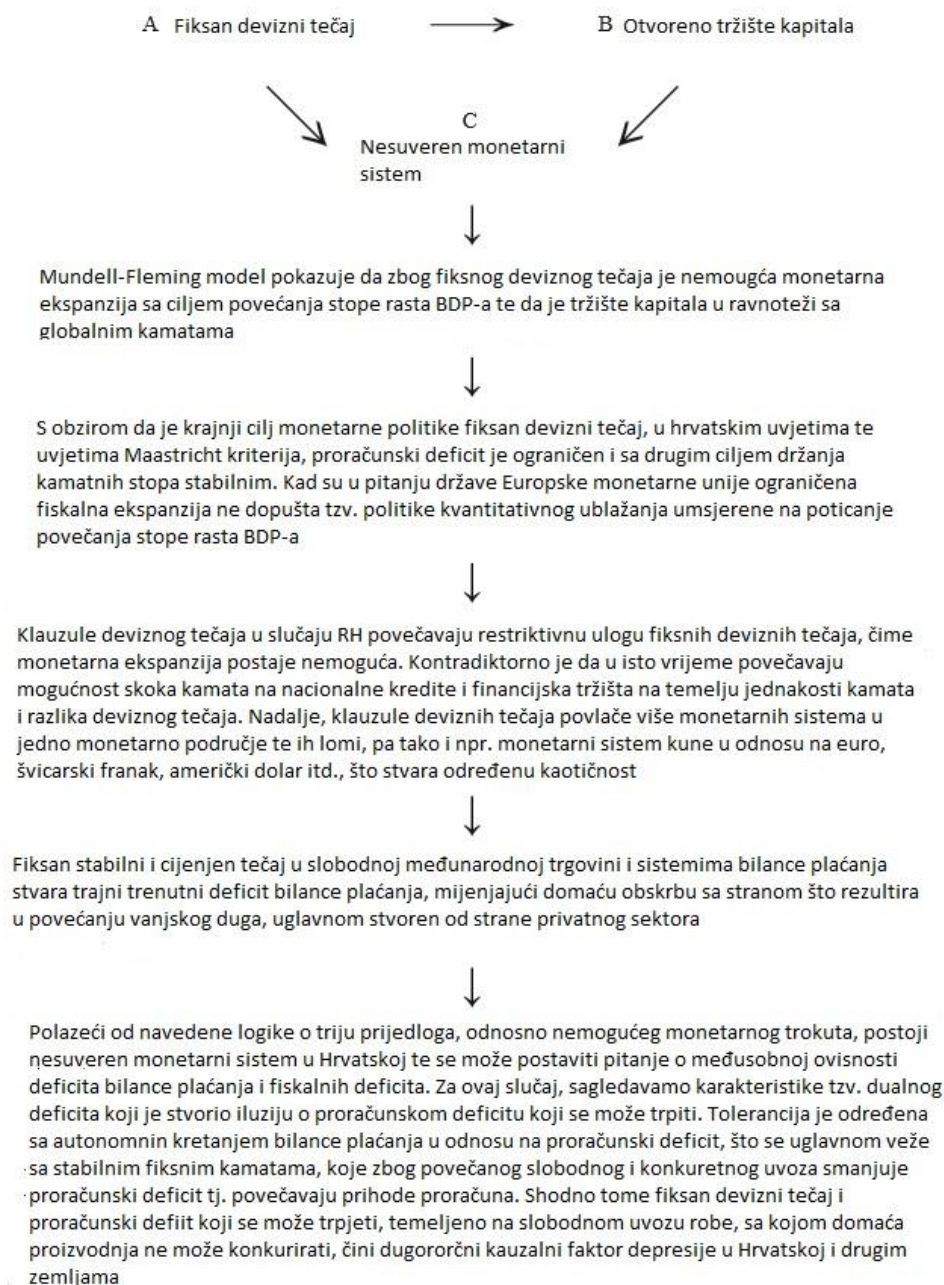 A Fiksan devizni tečaj
B Otvoreno tržište kapitala
C
Nesuveren monetarni
sistem
Mundell-Fleming model pokazuje da zbog fiksnog deviznog tečaja je nemougća monetarna
ekspanzija sa ciljem povećanja stope rasta BDP-a te da je tržište kapitala u ravnoteži sa
globalnim kamatama
S obzirom da je krajnji cilj monetarne politike fiksan devizni tečaj, u hrvatskim uvjetima te
uvjetima Maastricht kriterija, proračunski deficit je ograničen i sa drugim ciljem držanja
kamatnih stopa stabilnim. Kad su u pitanju države Europske monetarne unije ograničena
fiskalna ekspanzija ne dopušta tzv. politike kvantitativnog ublažanja umsjerene na poticanje
povečanja stope rasta BDP-a
Klauzule deviznog tečaja u slučaju RH povečavaju restriktivnu ulogu fiksnih deviznih tečaja, čime
monetarna ekspanzija postaje nemoguća. Kontradiktorno je da u isto vrijeme povečavaju
mogućnost skoka kamata na nacionalne kredite i financijska tržišta na temelju jednakosti kamata
i razlika deviznog tečaja. Nadalje, klauzule deviznih tečaja povlače više monetarnih sistema u
jedno monetarno područje te ih lomi, pa tako i npr. monetarni sistem kune u odnosu na euro,
švicarski franak, američki dolar itd., što stvara određenu kaotičnost
Fiksan stabilni i cijenjen tečaj u slobodnoj međunarodnoj trgovini i sistemima bilance plaćanja
stvara trajni trenutni deficit bilance plaćanja, mijenjajući domaću obskrbu sa stranom što rezultira
u povećanju vanjskog duga, uglavnom stvoren od strane privatnog sektora
Polazeći od navedene logike o triju prijedloga, odnosno nemogućeg monetarnog trokuta, postoji
nesuveren monetarni sistem u Hrvatskoj te se može postaviti pitanje o međusobnoj ovisnosti
deficita bilance plaćanja i fiskalnih deficita. Za ovaj slučaj, sagledavamo karakteristike tzv. dualnog
deficita koji je stvorio iluziju o proračunskom deficitu koji se može trpiti. Tolerancija je određena
sa autonomnin kretanjem bilance plaćanja u odnosu na proračunski deficit, što se uglavnom veže
sa stabilnim fiksnim kamatama, koje zbog povečanog slobodnog i konkuretnog uvoza smanjuje
proračunski deficit tj. povečavaju prihode proračuna. Shodno tome fiksan devizni tečaj i
proračunski defiit koji se može trpjeti, temeljeno na slobodnom uvozu robe, sa kojom domaća
proizvodnja ne može konkurirati, čini dugororčni kauzalni faktor depresije u Hrvatskoj i drugim
zemljama